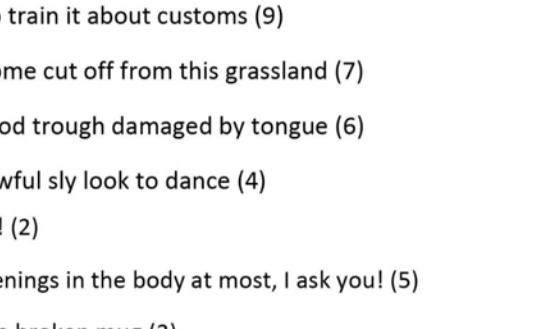 train it about customs (9)
me cut off from this grassland (7)
od trough damaged by tongue (6)
wful sly look to dance (4)
! (2)
enings in the body at most, I ask you! (5)